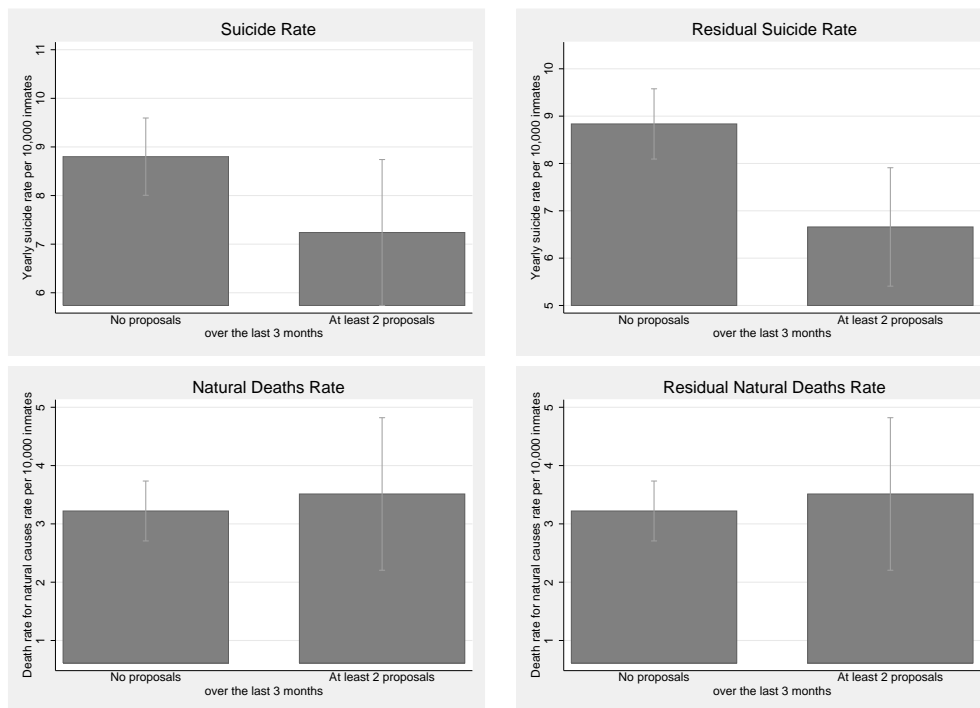 Suicide Rate
Yearly suicide rate per 10,000 inmates
11
10
9
8
7
6
No proposals
At least 2 proposals
over the last 3 months
Residual Suicide Rate
Yearly suicide rate per 10,000 inmates
10
9
8
7
6
5
No proposals
At least 2 proposals
over the last 3 months
Natural Deaths Rate
Death rate for natural causes rate per 10,000 inmates
5
4
3
2
1
No proposals
At least 2 proposals
over the last 3 months
Residual Natural Deaths Rate
Death rate for natural causes rate per 10,000 inmates
5
4
3
2
1
No proposals
At least 2 proposals
over the last 3 months